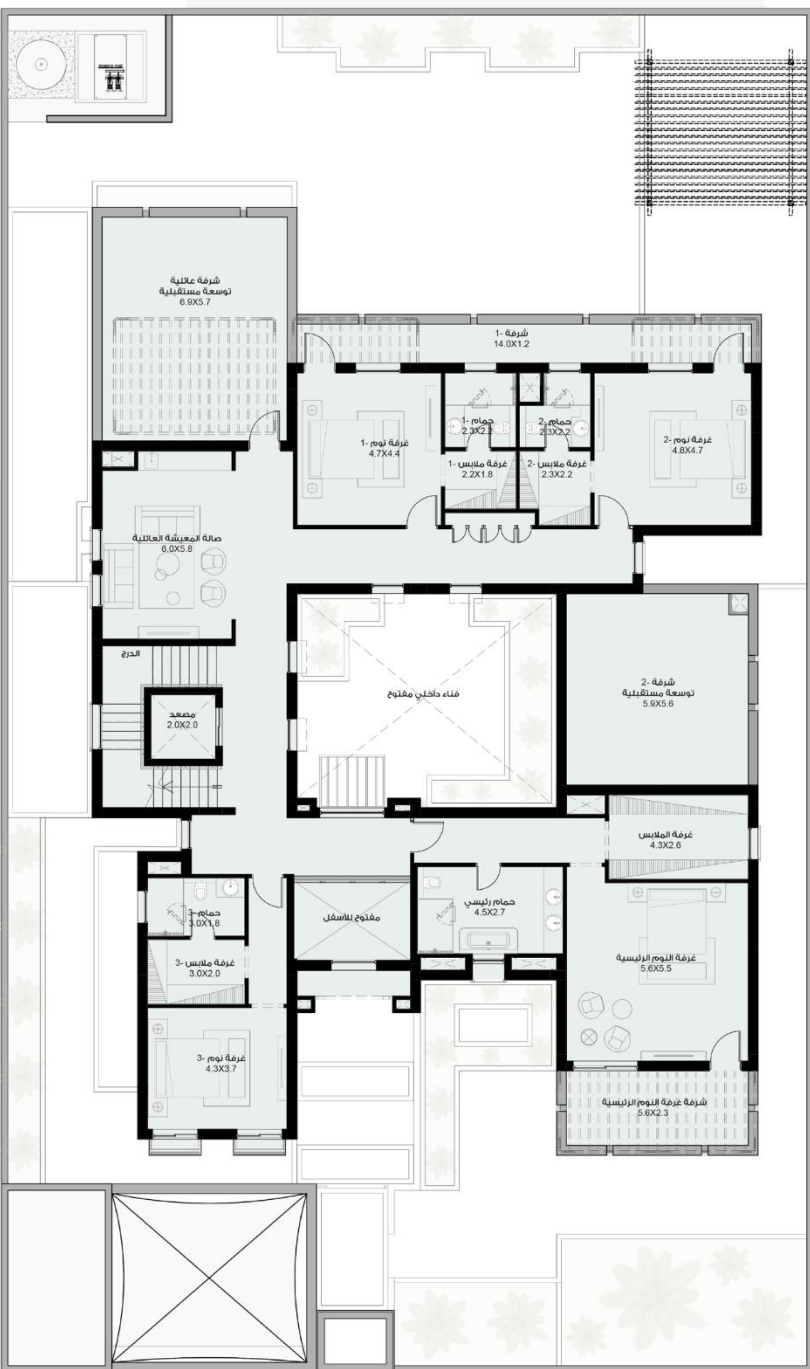 شرفة عائلية
توسعة مستقبلية
6.9X5.7
شرفة -1
14.0X1.2
غرفة نوم -1
4.7X4.4
حمام -1
2.3X2.2
حمام -2
2.3X2.2
غرفة نوم -2
4.8X4.7
غرفة ملابس -1
2.2X1.8
غرفة ملابس -2
2.3X2.2
صالة المعيشة العائلية
6.0X5.8
الدرج
مصعد
2.0X2.0
فناء داخلي مفتوح
شرفة -2
توسعة مستقبلية
5.9X5.6
غرفة الملابس
4.3X2.6
حمام -3
3.0X1.8
مفتوح للأسفل
حمام رئيسي
4.5X2.7
غرفة ملابس -3
3.0X2.0
غرفة النوم الرئيسية
5.6X5.5
غرفة نوم -3
4.3X3.7
شرفة غرفة النوم الرئيسية
5.6X2.3